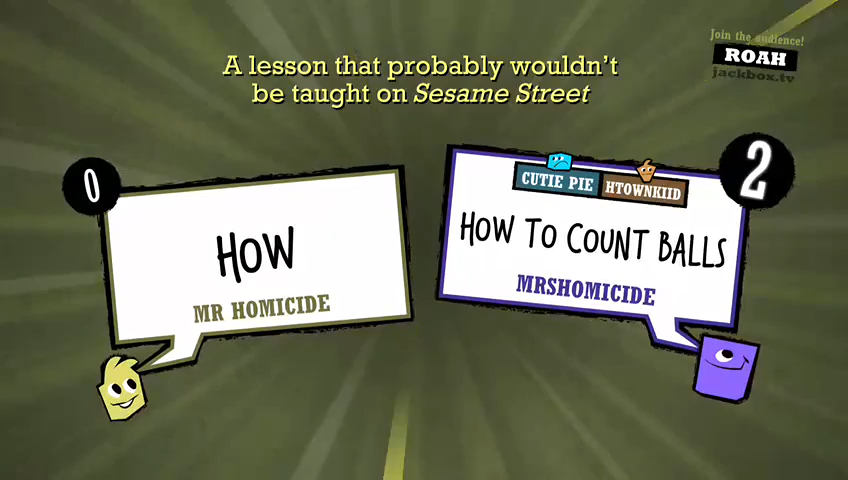 Join the audience!
ROAH
jackbox.tv
A lesson that probably wouldn't
be taught on Sesame Street
0
HOW
MR HOMICIDE
2
CUTIE PIE HTOWNKIID
HOW TO COUNT BALLS
MRSHOMICIDE